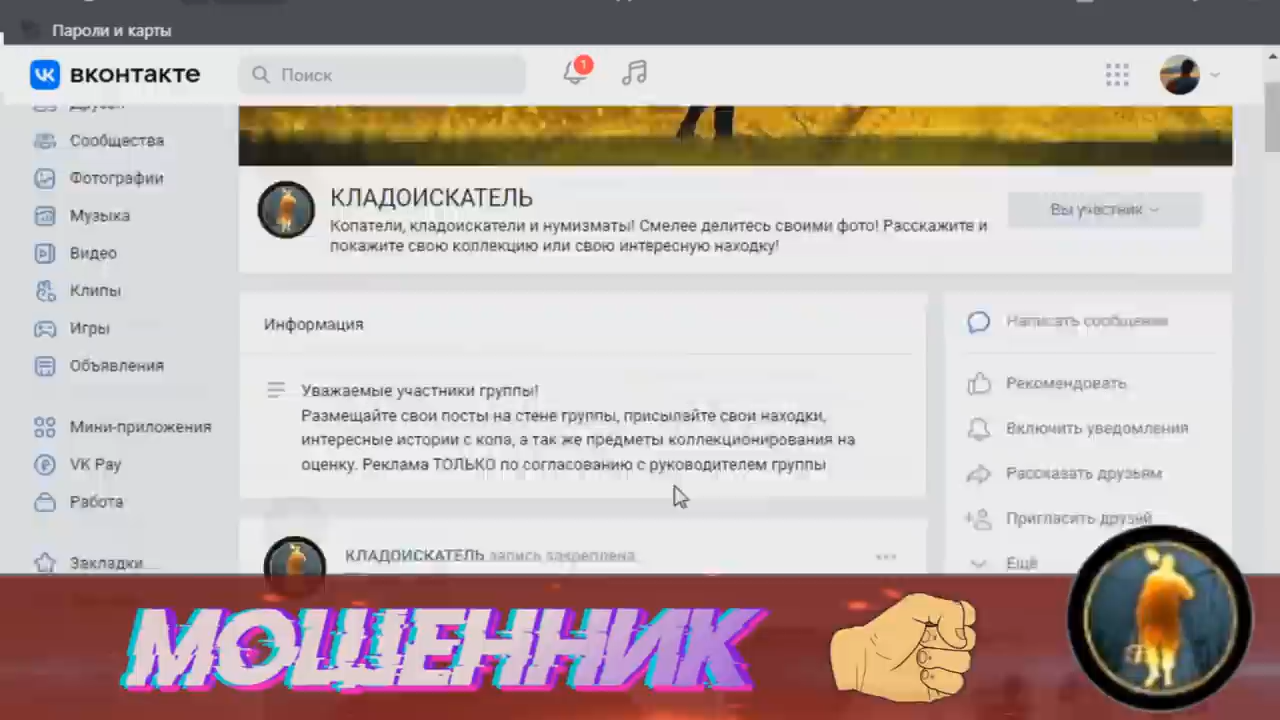 Пароли и карты
вконтакте
Поиск
1
Друзья
Сообщества
Фотографии
Музыка
Видео
Клипы
Игры
Объявления
Мини-приложения
VK Pay
Работа
Закладки
КЛАДОИСКАТЕЛЬ
Копатели, кладоискатели и нумизматы! Смелее делитесь своими фото! Расскажите и
покажите свою коллекцию или свою интересную находку!
Вы участник
Информация
Уважаемые участники группы!
Размещайте свои посты на стене группы, присылайте свои находки,
интересные истории с копа, а так же предметы коллекционирования на
оценку. Реклама ТОЛЬКО по согласованию с руководителем группы
КЛАДОИСКАТЕЛЬ запись закреплена
Написать сообщение
Рекомендовать
Включить уведомления
Рассказать друзьям
Пригласить друзей
Ещё
МОШЕННИК